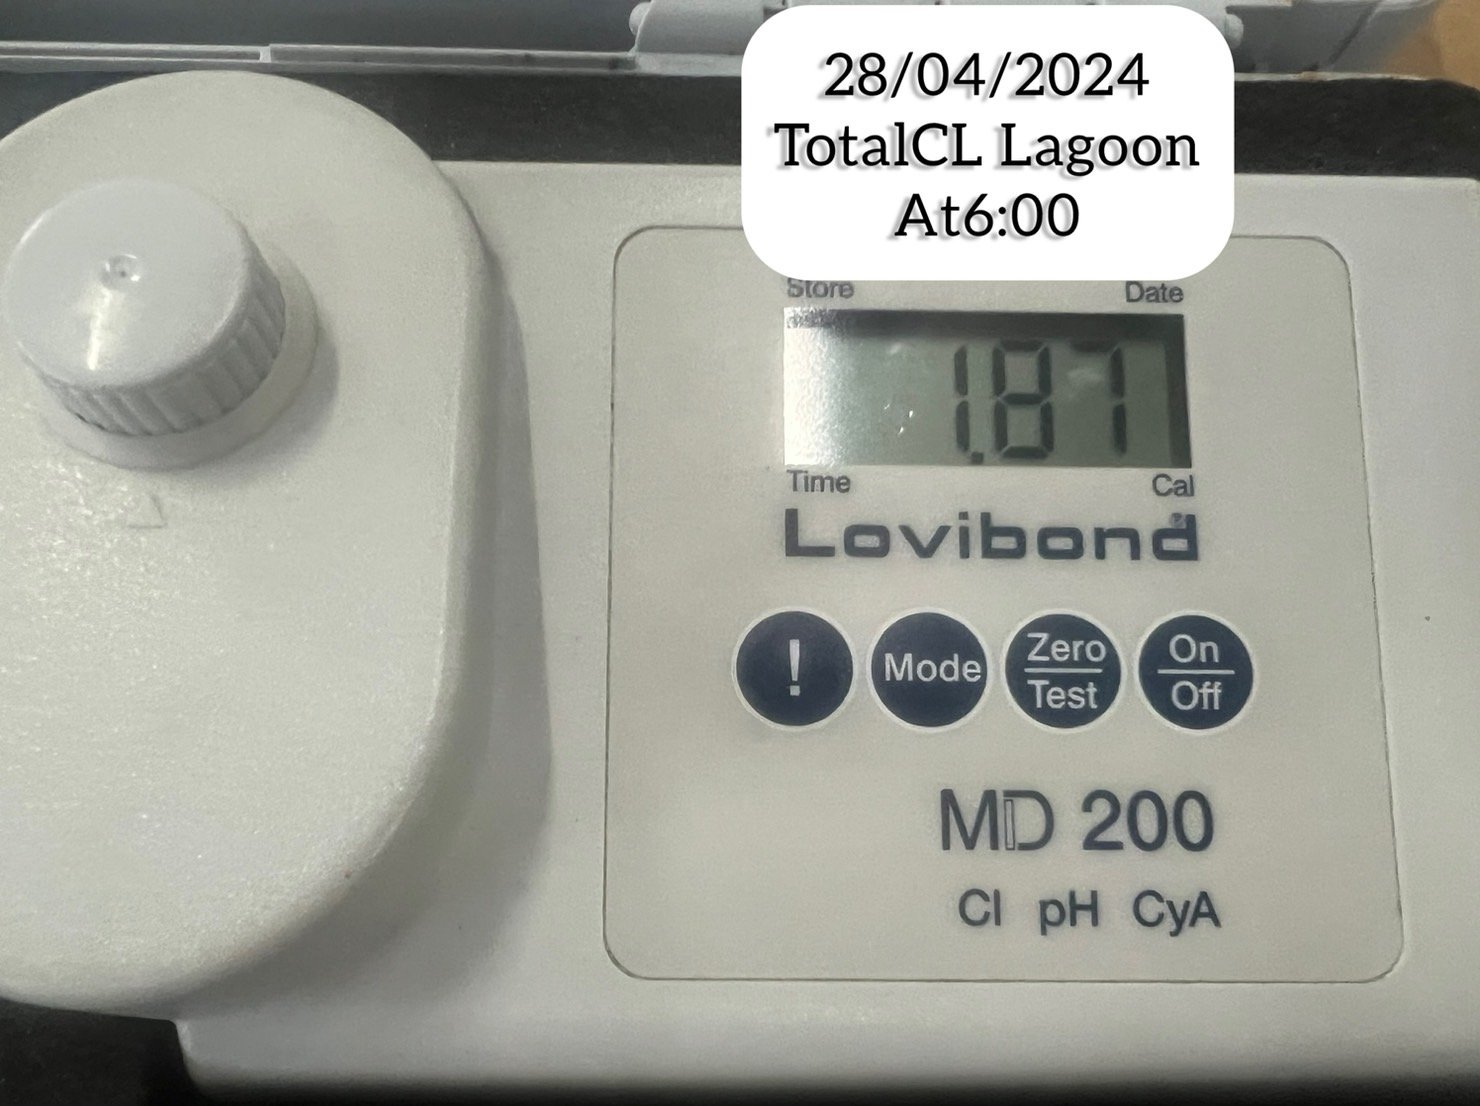 28/04/2024
TotalCL Lagoon
At6:00
Store Date
1.87
Time Cal
Lovibond
! Mode Zero Test On Off
MD 200
Cl pH CyA